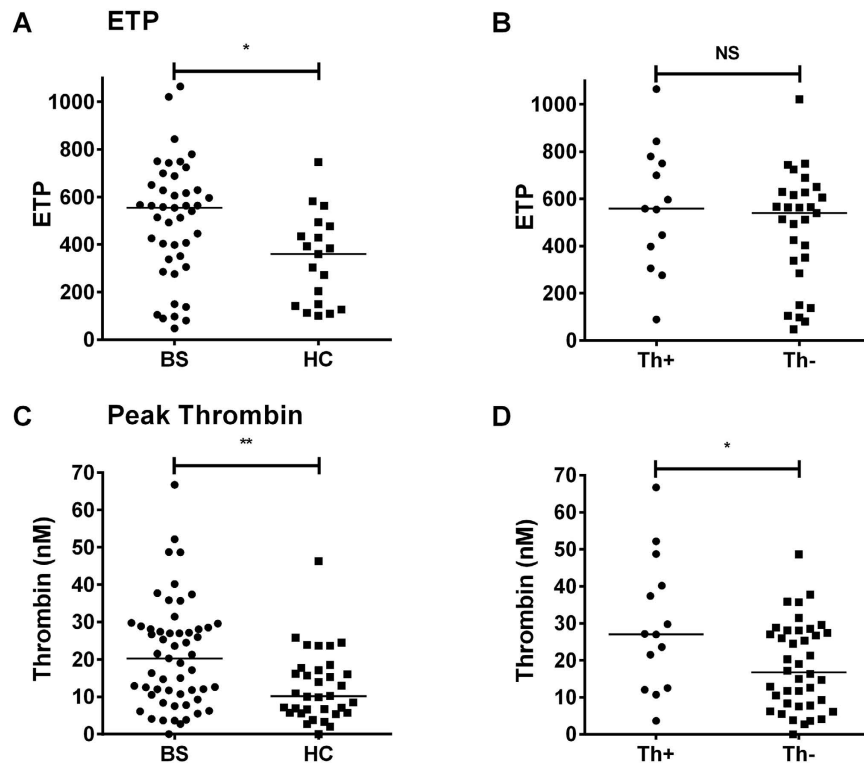 A ETP
*
1000
800
600
400
200
0
ETP
BS HC
B
NS
1000
800
600
400
200
0
ETP
Th+ Th-
C Peak Thrombin
**
70
60
50
40
30
20
10
0
Thrombin (nM)
BS HC
D
*
70
60
50
40
30
20
10
0
Thrombin (nM)
Th+ Th-